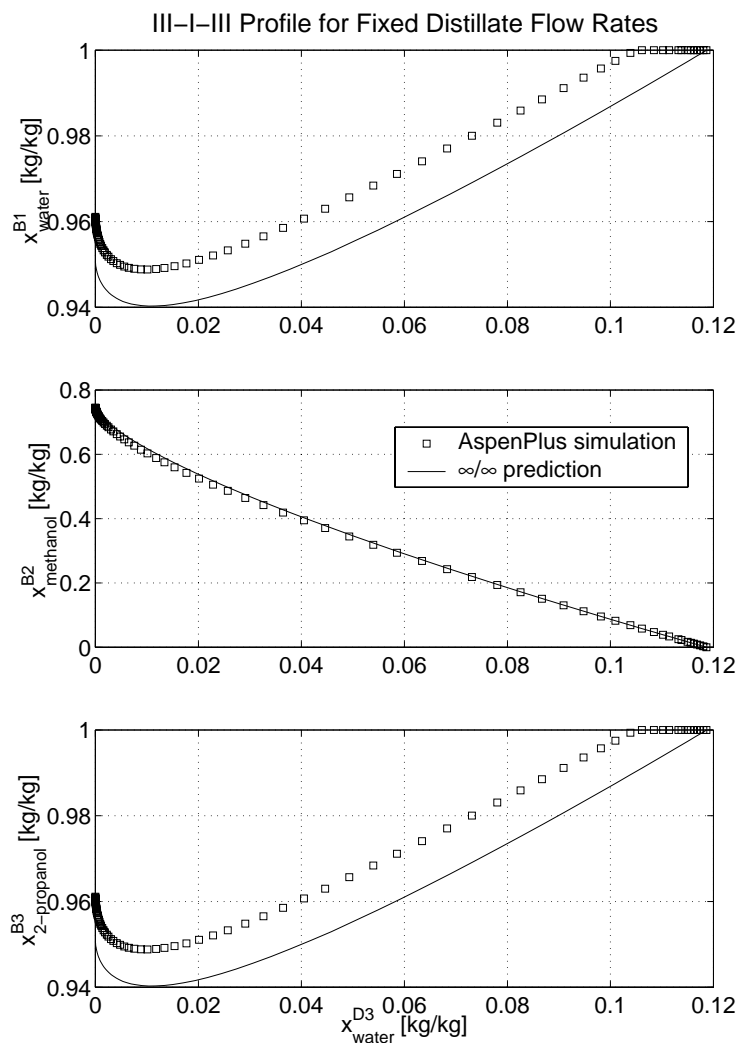 III−I−III Profile for Fixed Distillate Flow Rates
1
0.98
0.96
0.94
x^B1_water [kg/kg]
0 0.02 0.04 0.06 0.08 0.1 0.12
0.8
0.6
0.4
0.2
0
x^B2_methanol [kg/kg]
AspenPlus simulation
∞/∞ prediction
0 0.02 0.04 0.06 0.08 0.1 0.12
1
0.98
0.96
0.94
x^B3_2−propanol [kg/kg]
0 0.02 0.04 0.06 0.08 0.1 0.12
x^D3_water [kg/kg]